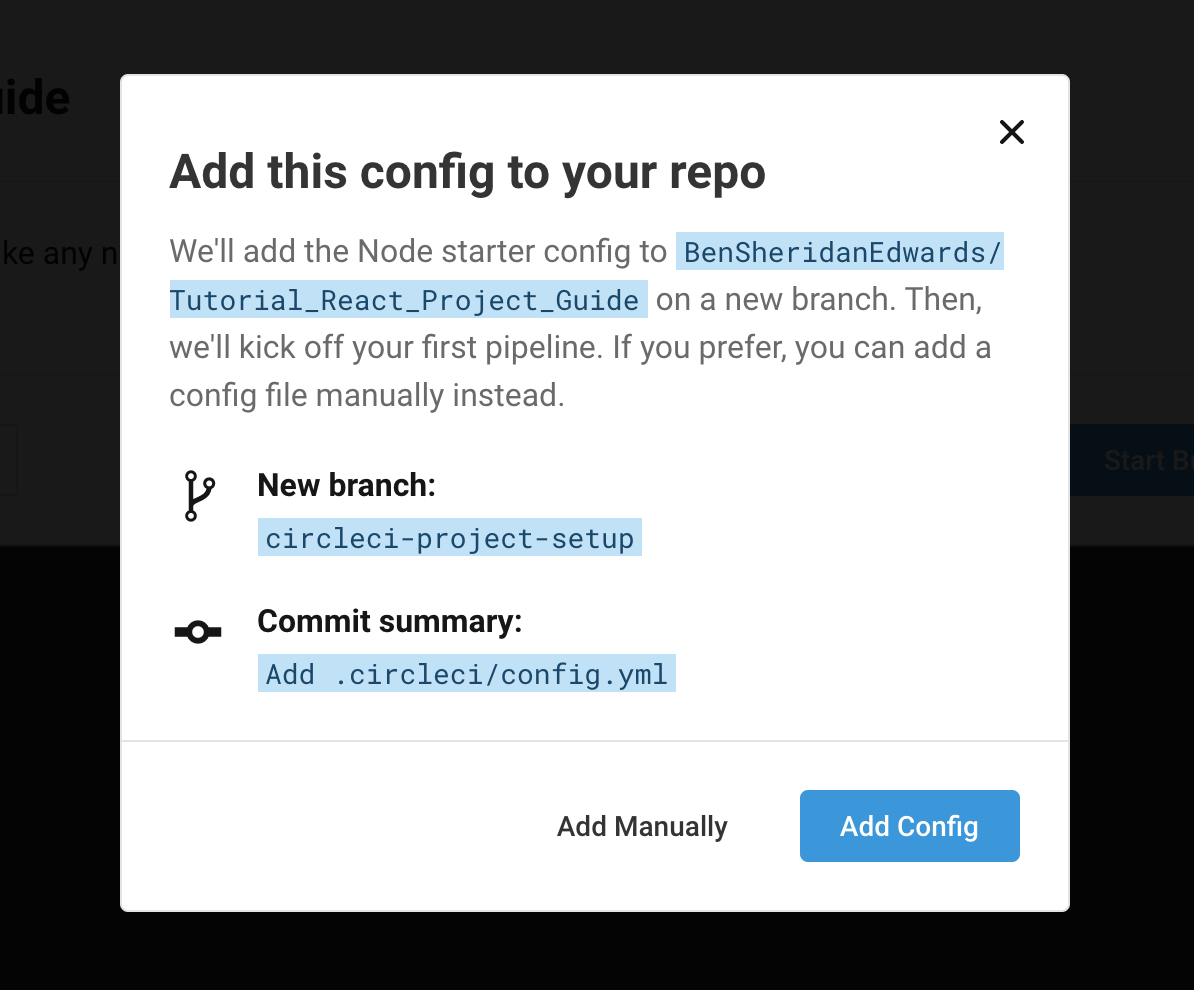 uide
Add this config to your repo
ke any n
We'll add the Node starter config to BenSheridanEdwards/
Tutorial_React_Project_Guide on a new branch. Then,
we'll kick off your first pipeline. If you prefer, you can add a
config file manually instead.
Start B
New branch:
circleci-project-setup
Commit summary:
Add .circleci/config.yml
Add Manually
Add Config